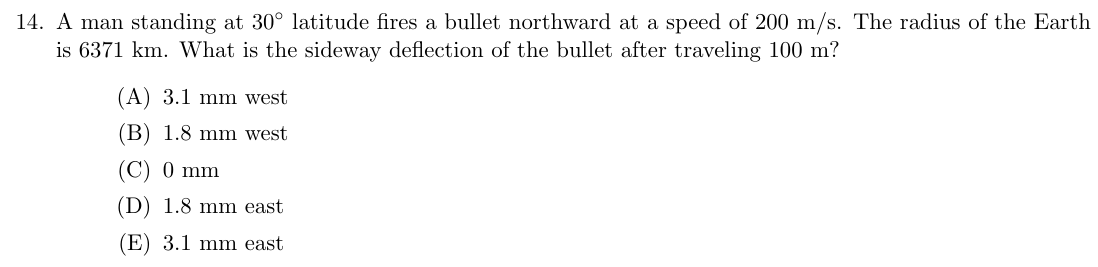 14. A man standing at 30° latitude fires a bullet northward at a speed of 200 m/s. The radius of the Earth
is 6371 km. What is the sideway deflection of the bullet after traveling 100 m?
(A) 3.1 mm west
(B) 1.8 mm west
(C) 0 mm
(D) 1.8 mm east
(E) 3.1 mm east